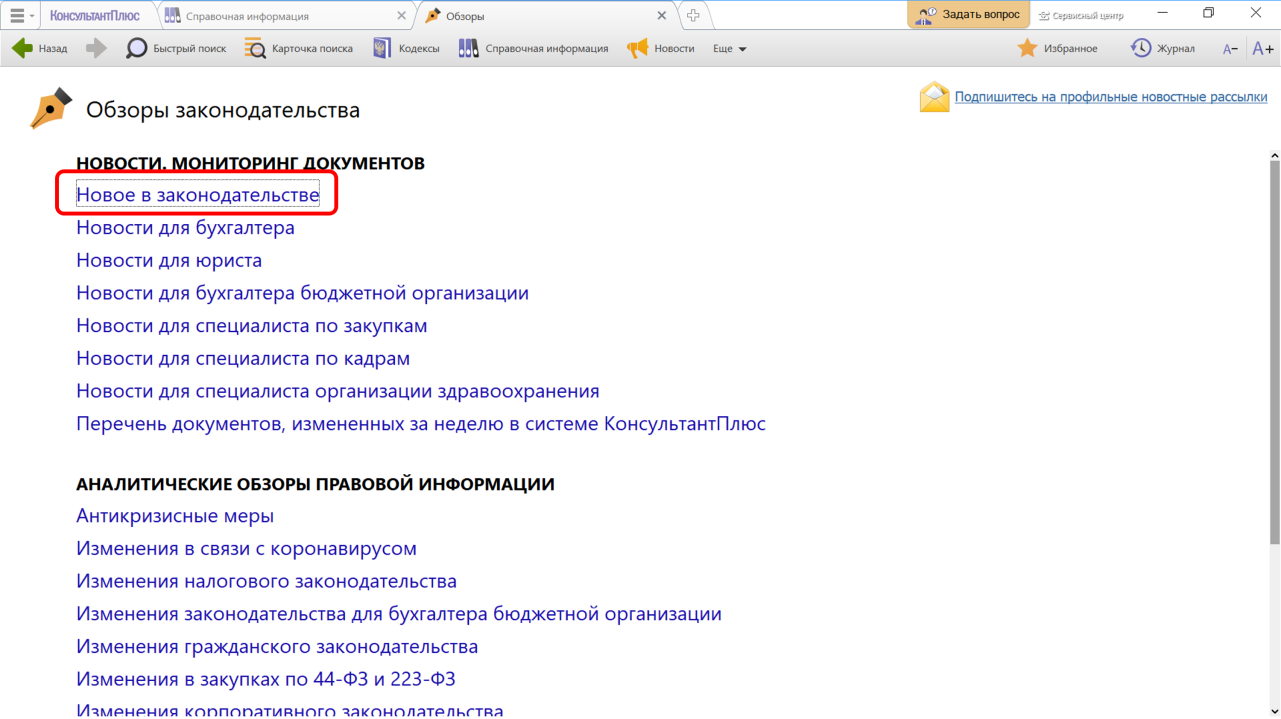 КонсультантПлюс
Справочная информация
Обзоры
Задать вопрос
Сервисный центр
Назад
Быстрый поиск
Карточка поиска
Кодексы
Справочная информация
Новости
Еще
Избранное
Журнал
A−
A+
Обзоры законодательства
Подпишитесь на профильные новостные рассылки
НОВОСТИ. МОНИТОРИНГ ДОКУМЕНТОВ
Новое в законодательстве
Новости для бухгалтера
Новости для юриста
Новости для бухгалтера бюджетной организации
Новости для специалиста по закупкам
Новости для специалиста по кадрам
Новости для специалиста организации здравоохранения
Перечень документов, измененных за неделю в системе КонсультантПлюс
АНАЛИТИЧЕСКИЕ ОБЗОРЫ ПРАВОВОЙ ИНФОРМАЦИИ
Антикризисные меры
Изменения в связи с коронавирусом
Изменения налогового законодательства
Изменения законодательства для бухгалтера бюджетной организации
Изменения гражданского законодательства
Изменения в закупках по 44-ФЗ и 223-ФЗ
Изменения корпоративного законодательства